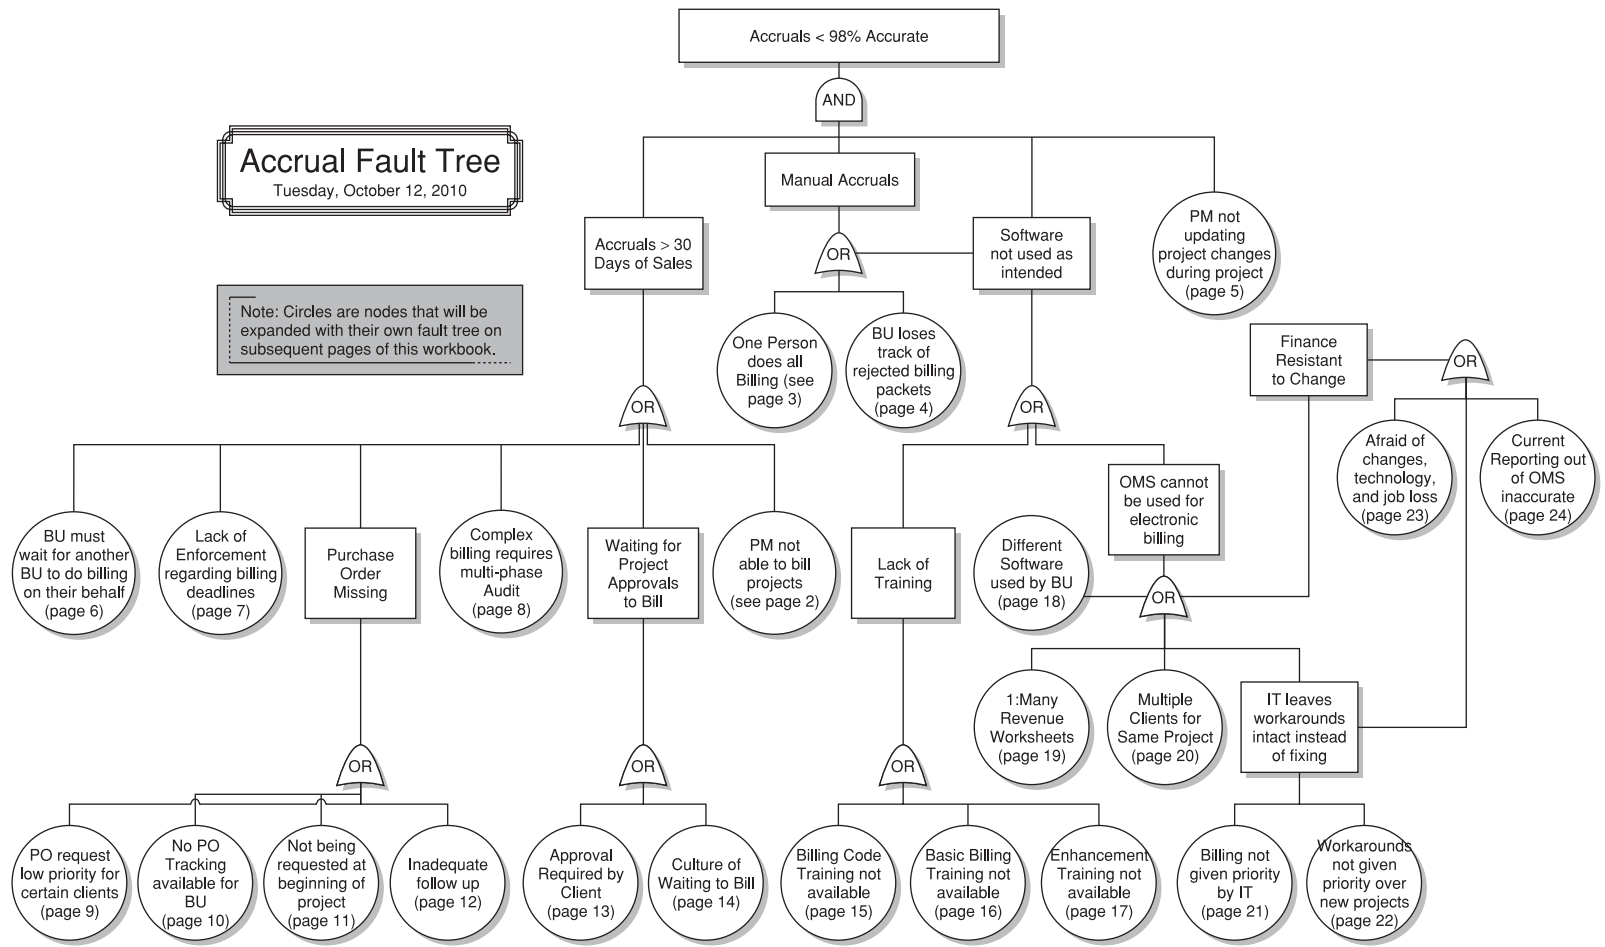 Accruals < 98% Accurate
AND
Accrual Fault Tree
Tuesday, October 12, 2010
Manual Accruals
Accruals > 30
Days of Sales
OR
Software
not used as
intended
PM not
updating
project changes
during project
(page 5)
Note: Circles are nodes that will be
expanded with their own fault tree on
subsequent pages of this workbook.
One Person
does all
Billing (see
page 3)
BU loses
track of
rejected billing
packets
(page 4)
Finance
Resistant
to Change
OR
OR
OR
Afraid of
changes,
technology,
and job loss
(page 23)
Current
Reporting out
of OMS
inaccurate
(page 24)
BU must
wait for another
BU to do billing
on their behalf
(page 6)
Lack of
Enforcement
regarding billing
deadlines
(page 7)
Purchase
Order
Missing
Complex
billing requires
multi-phase
Audit
(page 8)
Waiting for
Project
Approvals
to Bill
PM not
able to bill
projects
(see page 2)
Lack of
Training
OMS cannot
be used for
electronic
billing
Different
Software
used by BU
(page 18)
OR
1:Many
Revenue
Worksheets
(page 19)
Multiple
Clients for
Same Project
(page 20)
IT leaves
workarounds
intact instead
of fixing
OR
OR
OR
PO request
low priority for
certain clients
(page 9)
No PO
Tracking
available for
BU
(page 10)
Not being
requested at
beginning of
project
(page 11)
Inadequate
follow up
(page 12)
Approval
Required by
Client
(page 13)
Culture of
Waiting to Bill
(page 14)
Billing Code
Training not
available
(page 15)
Basic Billing
Training not
available
(page 16)
Enhancement
Training not
available
(page 17)
Billing not
given priority
by IT
(page 21)
Workarounds
not given
priority over
new projects
(page 22)